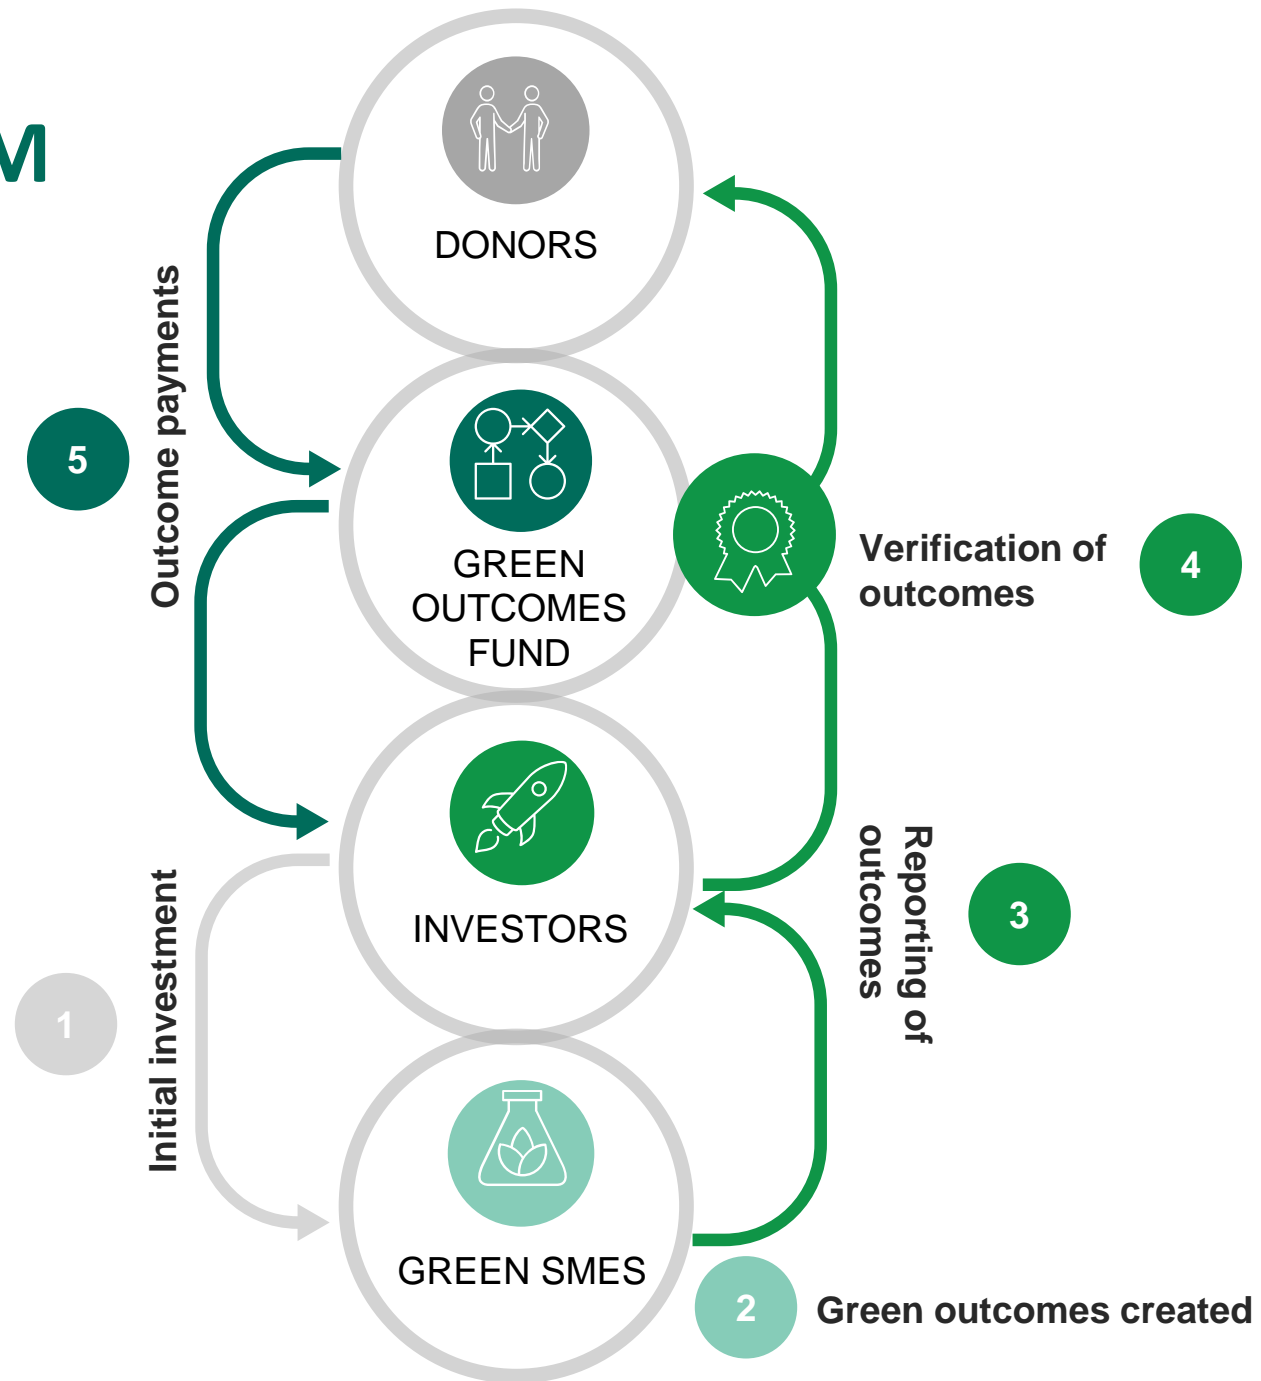 M
DONORS
Outcome payments
5
GREEN
OUTCOMES
FUND
Verification of
outcomes
4
INVESTORS
Reporting of
outcomes
3
Initial investment
1
GREEN SMES
2
Green outcomes created